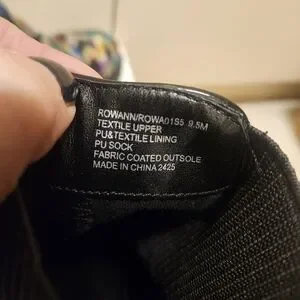 ROWANN/ROWA01S5 9.5M
TEXTILE UPPER
PU&TEXTILE LINING
PU SOCK
FABRIC COATED OUTSOLE
MADE IN CHINA 2425